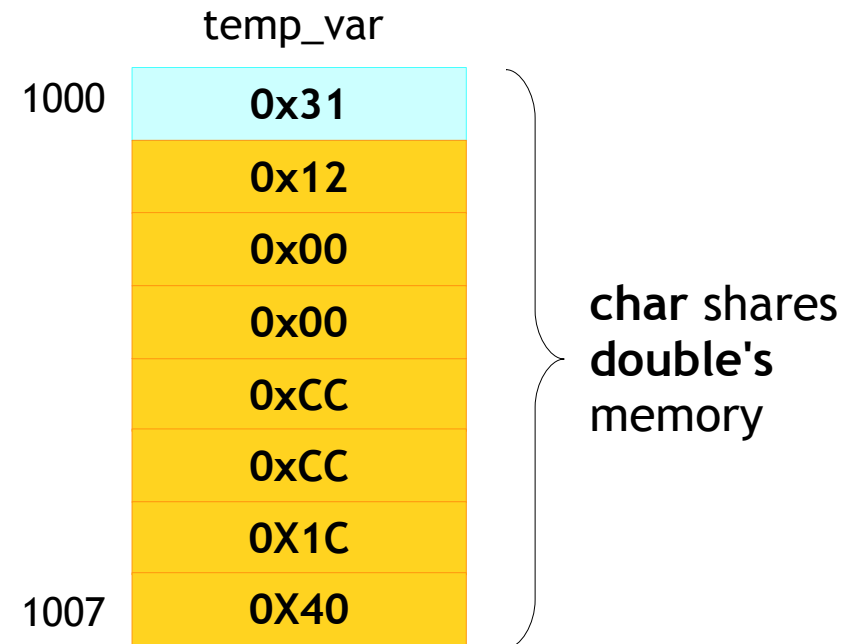 temp_var
1000
0x31
0x12
0x00
0x00
0xCC
0xCC
0X1C
1007
0X40
char shares
double's
memory